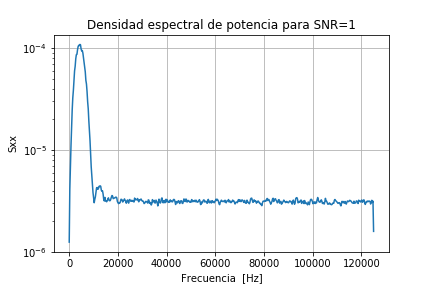 Densidad espectral de potencia para SNR=1
Sxx
10⁻⁴
10⁻⁵
10⁻⁶
0 20000 40000 60000 80000 100000 120000
Frecuencia [Hz]